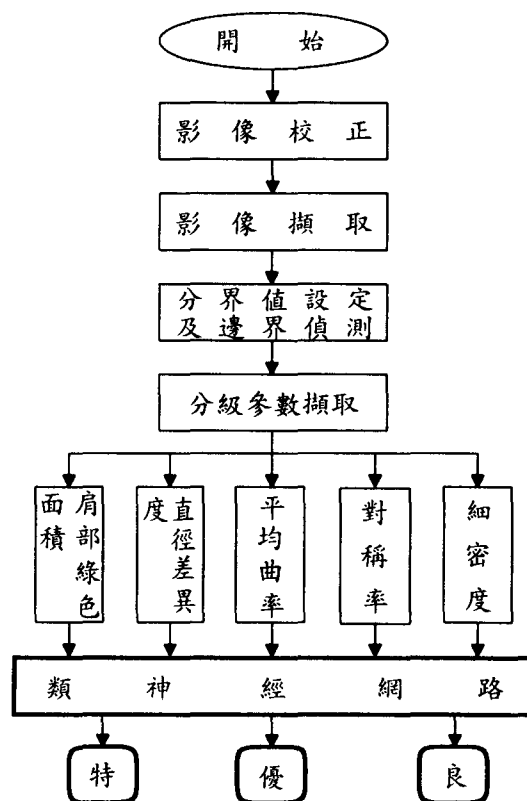 開始
影像校正
影像擷取
分界值設定
及邊界偵測
分級參數擷取
肩部綠色
面積
直徑差異
度
平均曲率
對稱率
細密度
類神經網路
特
優
良